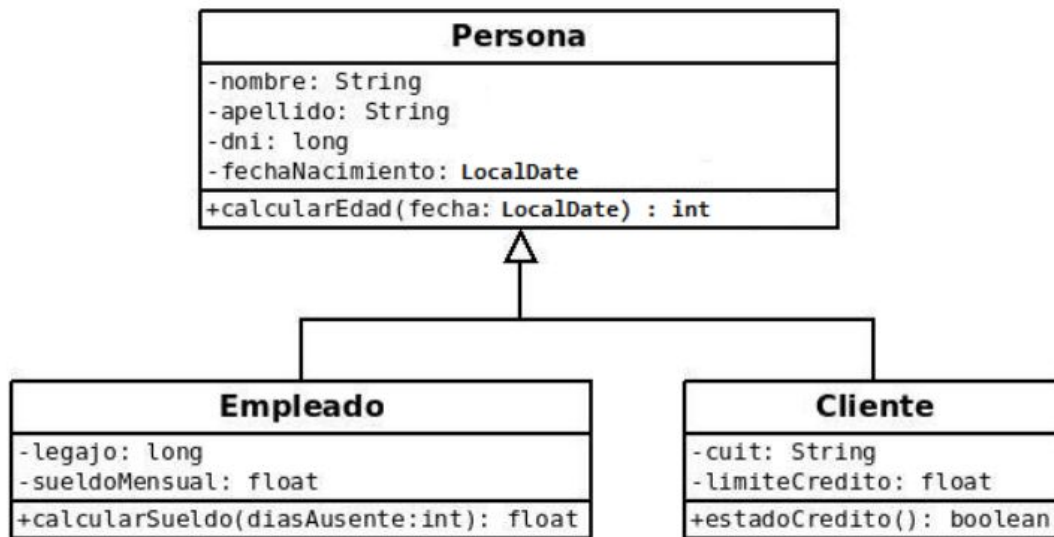 Persona
-nombre: String
-apellido: String
-dni: long
-fechaNacimiento: LocalDate
+calcularEdad(fecha: LocalDate) : int
Empleado
-legajo: long
-sueldoMensual: float
+calcularSueldo(diasAusente:int): float
Cliente
-cuit: String
-limiteCredito: float
+estadoCredito(): boolean